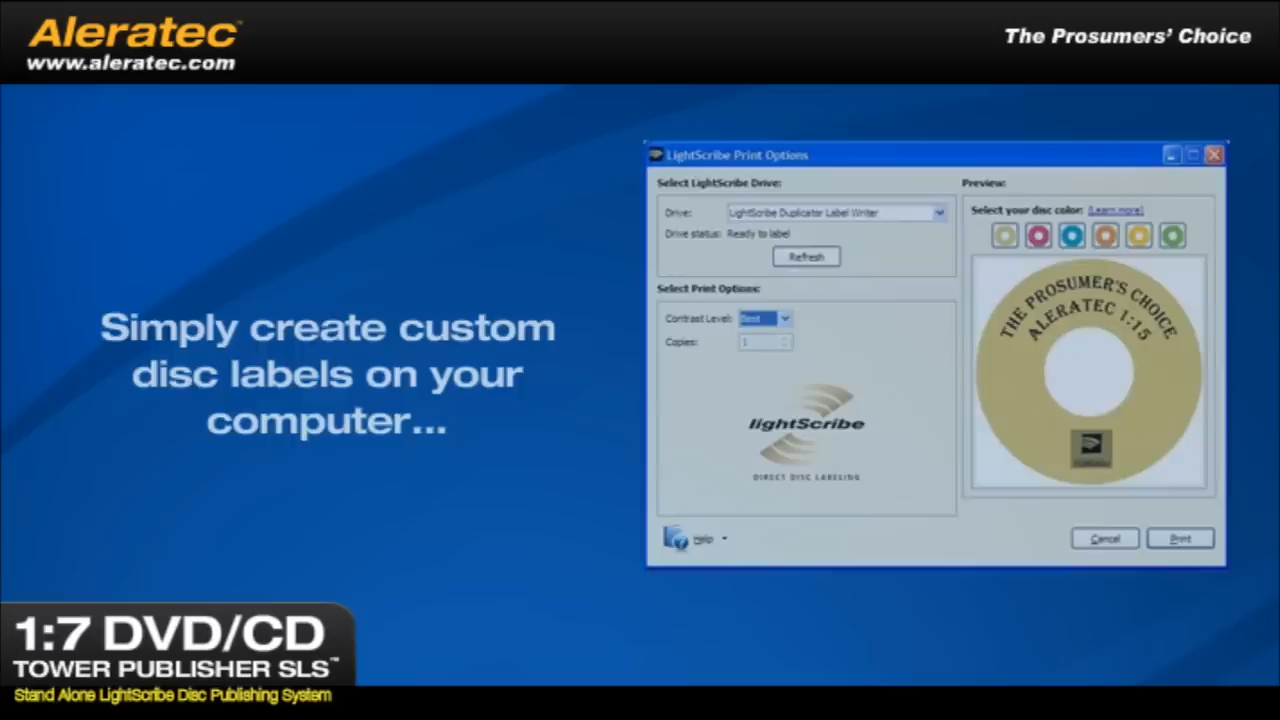 Aleratec™
www.aleratec.com
The Prosumers' Choice
Simply create custom
disc labels on your
computer...
LightScribe Print Options
Select LightScribe Drive:
Drive: LightScribe Duplicator Label Writer
Drive status: Ready to label
Refresh
Select Print Options:
Contrast Level: Best
Copies: 1
lightScribe
DIRECT DISC LABELING
Help
Preview:
Select your disc color: (Learn more)
THE PROSUMER'S CHOICE
ALERATEC 1:15
Cancel Print
1:7 DVD/CD
TOWER PUBLISHER SLS™
Stand Alone LightScribe Disc Publishing System